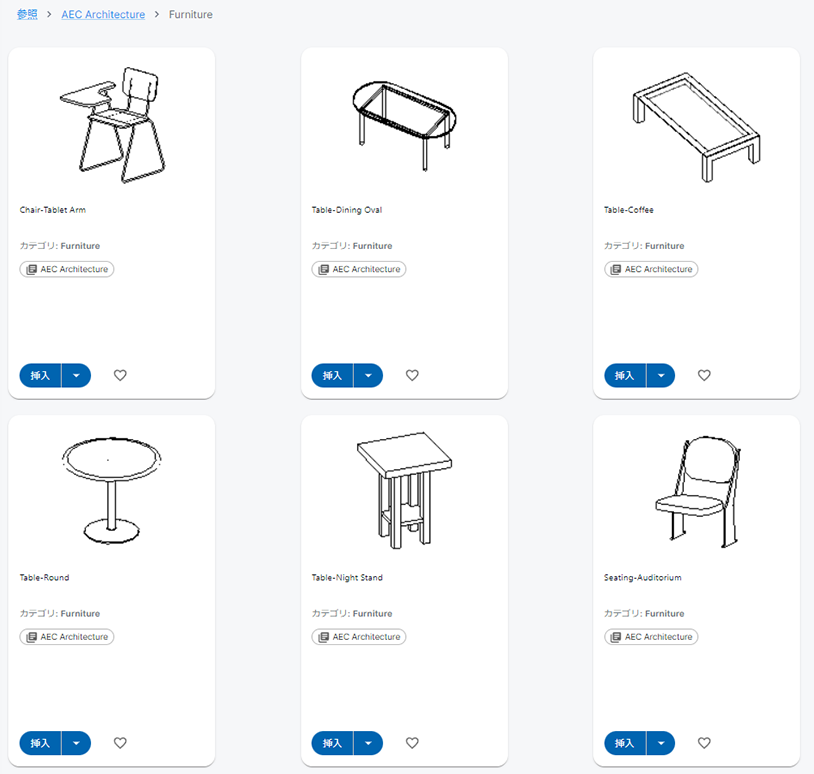 参照 > AEC Architecture > Furniture
Chair-Tablet Arm
カテゴリ: Furniture
AEC Architecture
挿入
Table-Dining Oval
カテゴリ: Furniture
AEC Architecture
挿入
Table-Coffee
カテゴリ: Furniture
AEC Architecture
挿入
Table-Round
カテゴリ: Furniture
AEC Architecture
挿入
Table-Night Stand
カテゴリ: Furniture
AEC Architecture
挿入
Seating-Auditorium
カテゴリ: Furniture
AEC Architecture
挿入